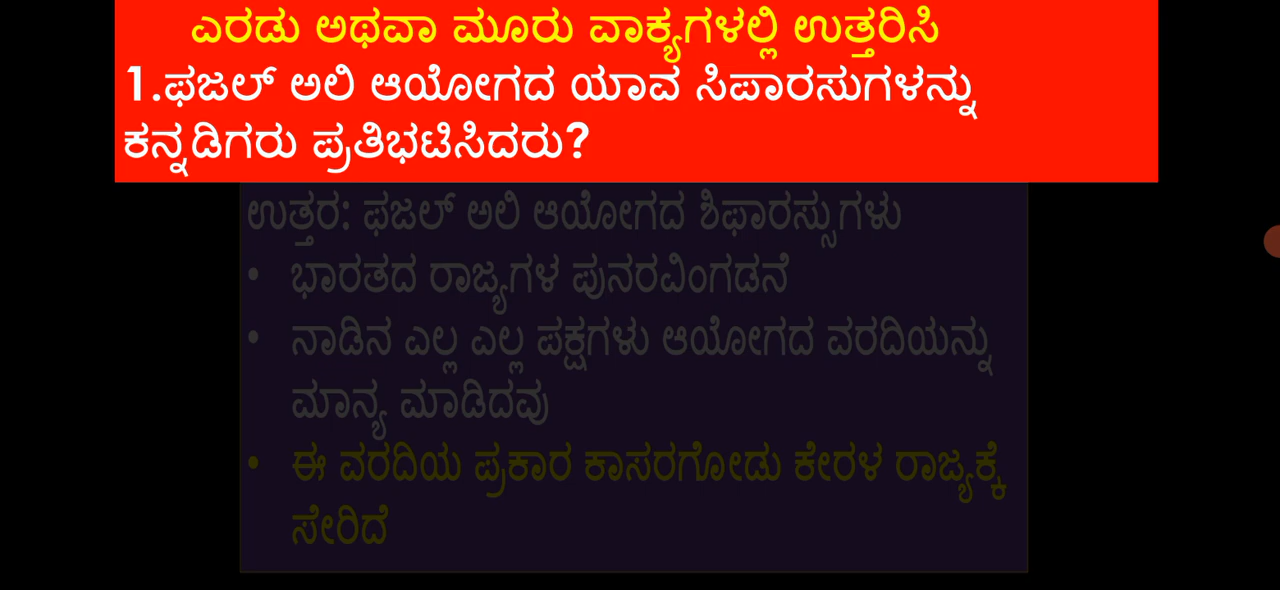 ಎರಡು ಅಥವಾ ಮೂರು ವಾಕ್ಯಗಳಲ್ಲಿ ಉತ್ತರಿಸಿ
1.ಫಜಲ್ ಅಲಿ ಆಯೋಗದ ಯಾವ ಸಿಪಾರಸುಗಳನ್ನು
ಕನ್ನಡಿಗರು ಪ್ರತಿಭಟಿಸಿದರು?
ಉತ್ತರ: ಫಜಲ್ ಅಲಿ ಆಯೋಗದ ಶಿಫಾರಸ್ಸುಗಳು
• ಭಾರತದ ರಾಜ್ಯಗಳ ಪುನರವಿಂಗಡನೆ
• ನಾಡಿನ ಎಲ್ಲ ಎಲ್ಲ ಪಕ್ಷಗಳು ಆಯೋಗದ ವರದಿಯನ್ನು
ಮಾನ್ಯ ಮಾಡಿದವು
• ಈ ವರದಿಯ ಪ್ರಕಾರ ಕಾಸರಗೋಡು ಕೇರಳ ರಾಜ್ಯಕ್ಕೆ
ಸೇರಿದೆ